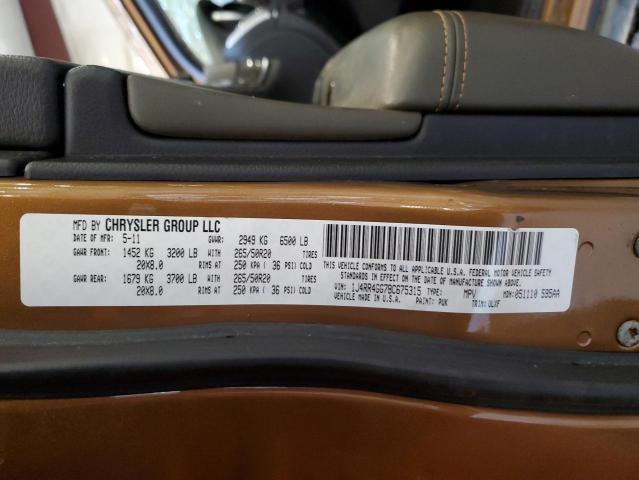 MFD BY CHRYSLER GROUP LLC
DATE OF MFR: 5-11 GVWR: 2949 KG 6500 LB
GAWR FRONT: 1452 KG 3200 LB WITH 265/50R20 TIRES
20X8.0 RIMS AT 250 KPA ( 36 PSI) COLD
GAWR REAR: 1679 KG 3700 LB WITH 265/50R20 TIRES
20X8.0 RIMS AT 250 KPA ( 36 PSI) COLD
THIS VEHICLE CONFORMS TO ALL APPLICABLE U.S.A. FEDERAL MOTOR VEHICLE SAFETY
STANDARDS IN EFFECT ON THE DATE OF MANUFACTURE SHOWN ABOVE.
VIN: 1J4RR4GG7BC675315 TYPE: MPV MDH: 051110 595AA
VEHICLE MADE IN U.S.A. PAINT: PUK TRIM: ULXF